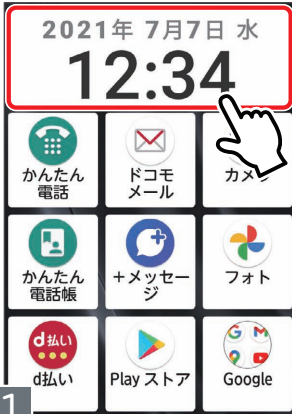 2021年 7月7日 水
12:34
かんたん
電話
ドコモ
メール
カメ
かんたん
電話帳
+メッセー
ジ
フォト
d払い
d払い
Play ストア
G M
Google
1